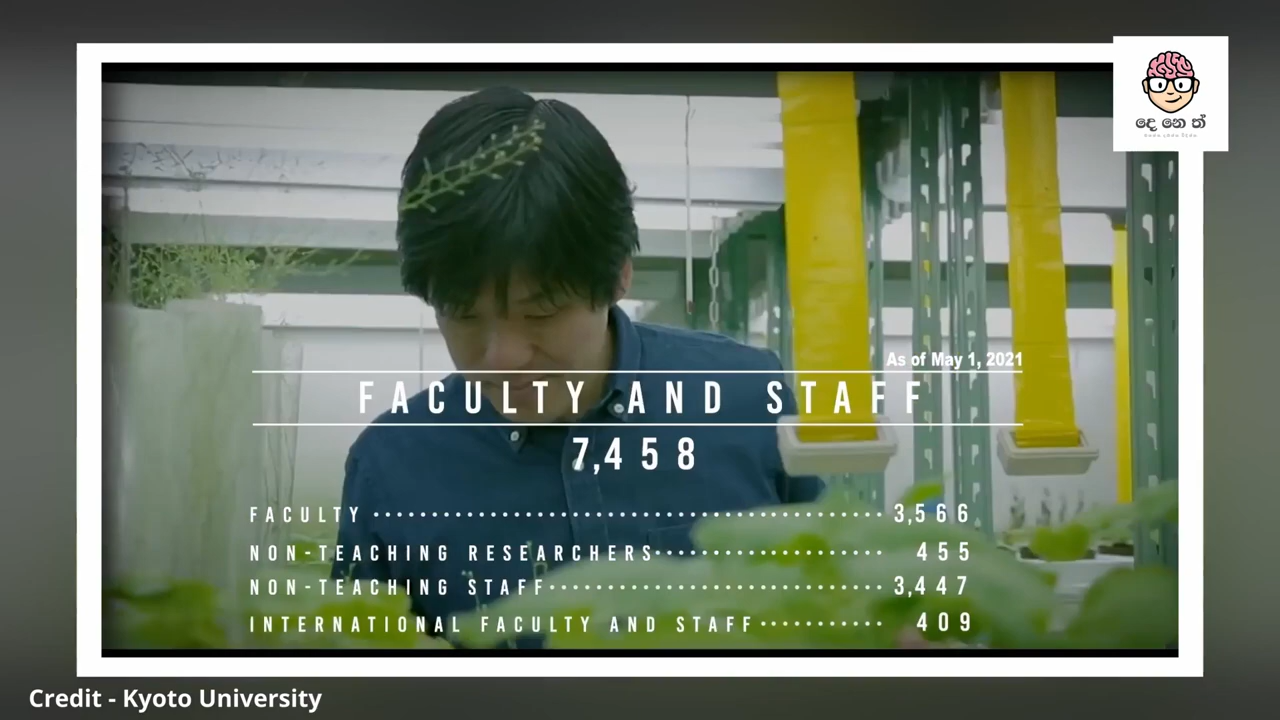 දෙ නෙ ත්
As of May 1, 2021
FACULTY AND STAFF
7,458
FACULTY 3,566
NON-TEACHING RESEARCHERS 455
NON-TEACHING STAFF 3,447
INTERNATIONAL FACULTY AND STAFF 409
Credit - Kyoto University